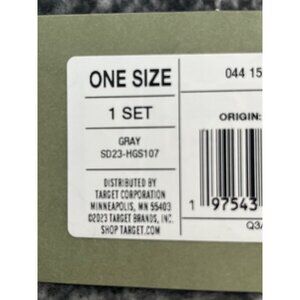 ONE SIZE
1 SET
GRAY
SD23-HGS107
DISTRIBUTED BY
TARGET CORPORATION
MINNEAPOLIS, MN 55403
©2023 TARGET BRANDS, INC.
SHOP TARGET.COM
044 15
ORIGIN:
1 97543
Q3/